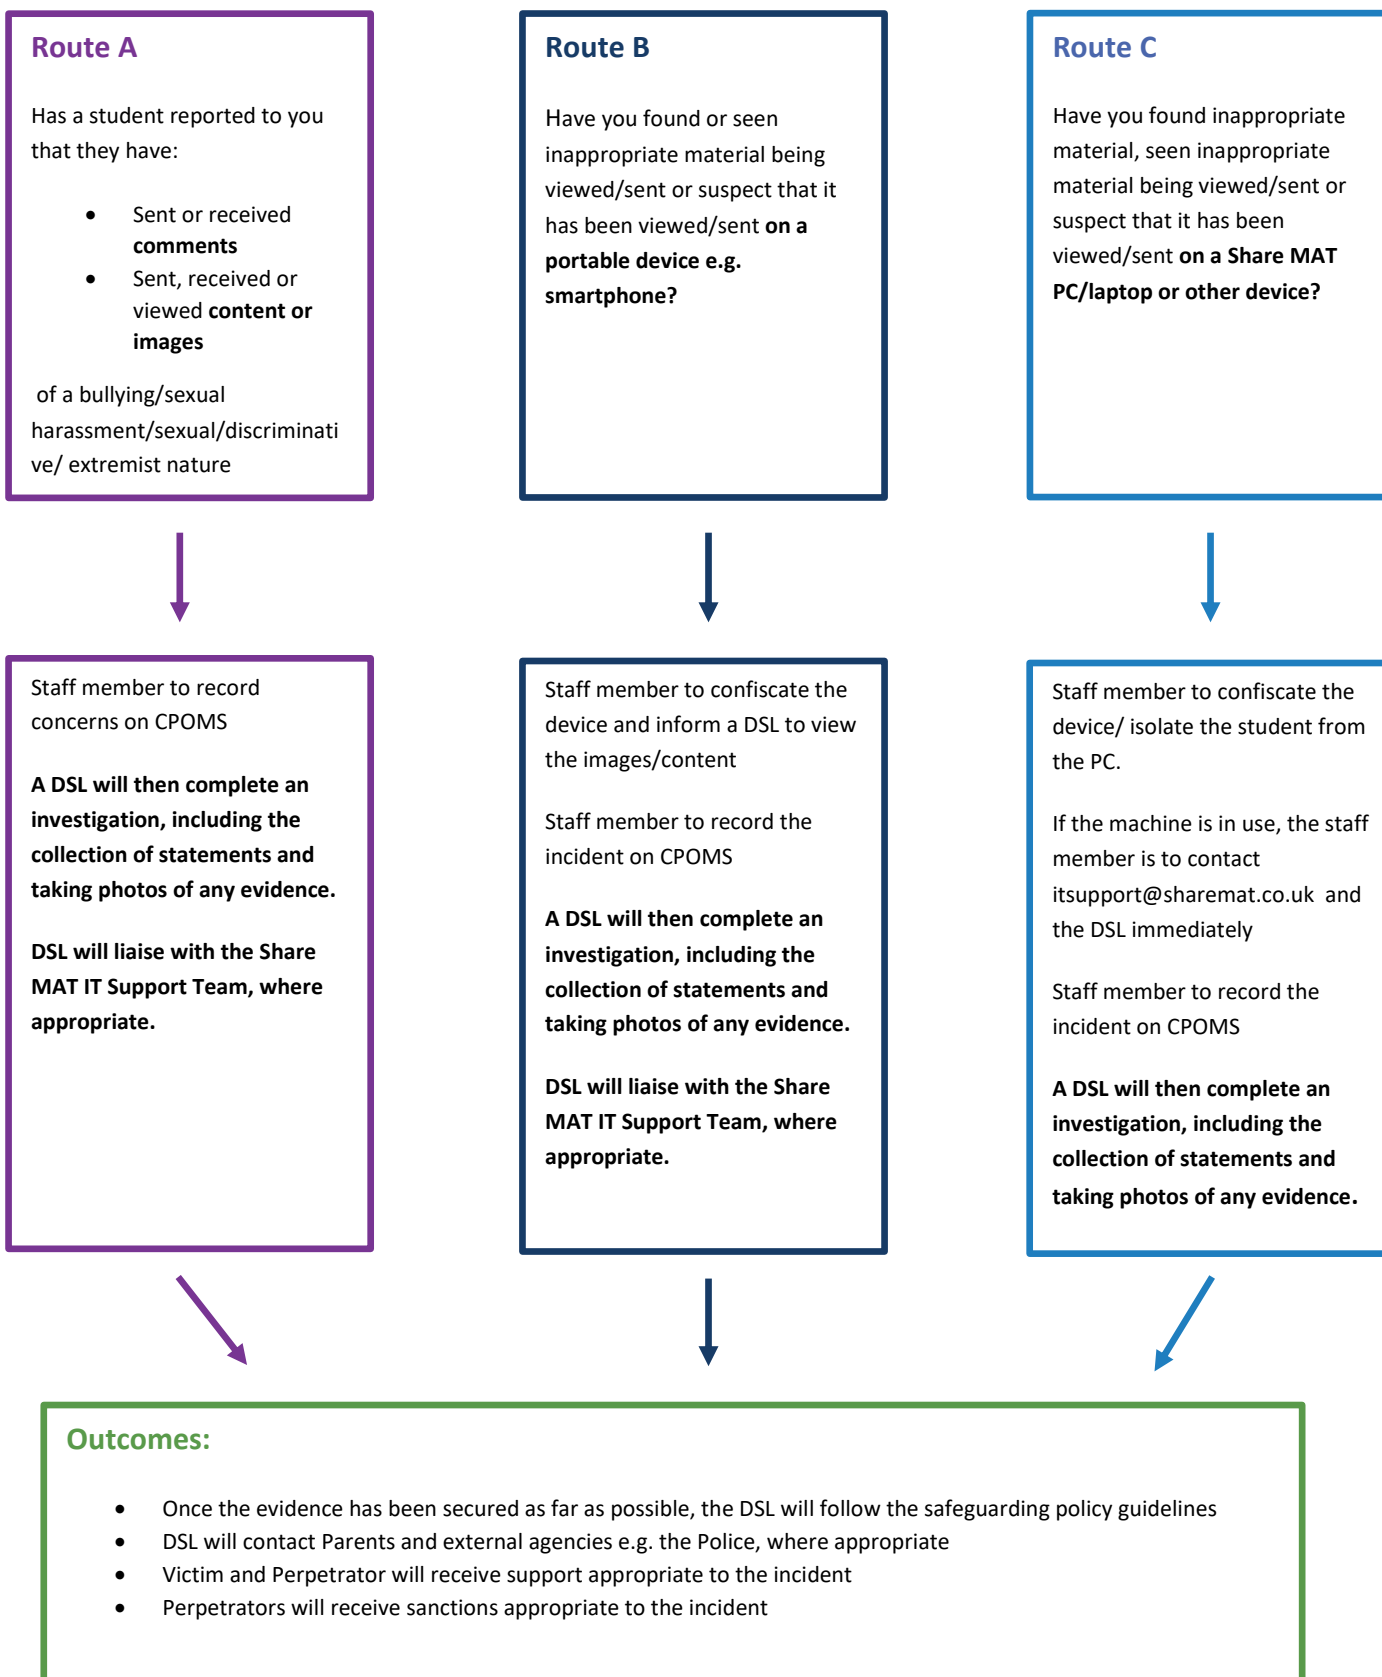 Route A
Has a student reported to you
that they have:
• Sent or received
comments
• Sent, received or
viewed content or
images
of a bullying/sexual
harassment/sexual/discriminati
ve/ extremist nature
Route B
Have you found or seen
inappropriate material being
viewed/sent or suspect that it
has been viewed/sent on a
portable device e.g.
smartphone?
Route C
Have you found inappropriate
material, seen inappropriate
material being viewed/sent or
suspect that it has been
viewed/sent on a Share MAT
PC/laptop or other device?
Staff member to record
concerns on CPOMS
A DSL will then complete an
investigation, including the
collection of statements and
taking photos of any evidence.
DSL will liaise with the Share
MAT IT Support Team, where
appropriate.
Staff member to confiscate the
device and inform a DSL to view
the images/content
Staff member to record the
incident on CPOMS
A DSL will then complete an
investigation, including the
collection of statements and
taking photos of any evidence.
DSL will liaise with the Share
MAT IT Support Team, where
appropriate.
Staff member to confiscate the
device/ isolate the student from
the PC.
If the machine is in use, the staff
member is to contact
itsupport@sharemat.co.uk and
the DSL immediately
Staff member to record the
incident on CPOMS
A DSL will then complete an
investigation, including the
collection of statements and
taking photos of any evidence.
Outcomes:
• Once the evidence has been secured as far as possible, the DSL will follow the safeguarding policy guidelines
• DSL will contact Parents and external agencies e.g. the Police, where appropriate
• Victim and Perpetrator will receive support appropriate to the incident
• Perpetrators will receive sanctions appropriate to the incident